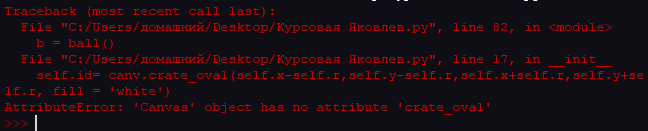 Traceback (most recent call last):
  File "C:/Users/домашний/Desktop/Курсовая Яковлев.py", line 82, in <module>
    b = ball()
  File "C:/Users/домашний/Desktop/Курсовая Яковлев.py", line 17, in __init__
    self.id= canv.crate_oval(self.x-self.r,self.y-self.r,self.x+self.r,self.y+se
lf.r, fill = 'white')
AttributeError: 'Canvas' object has no attribute 'crate_oval'
>>>